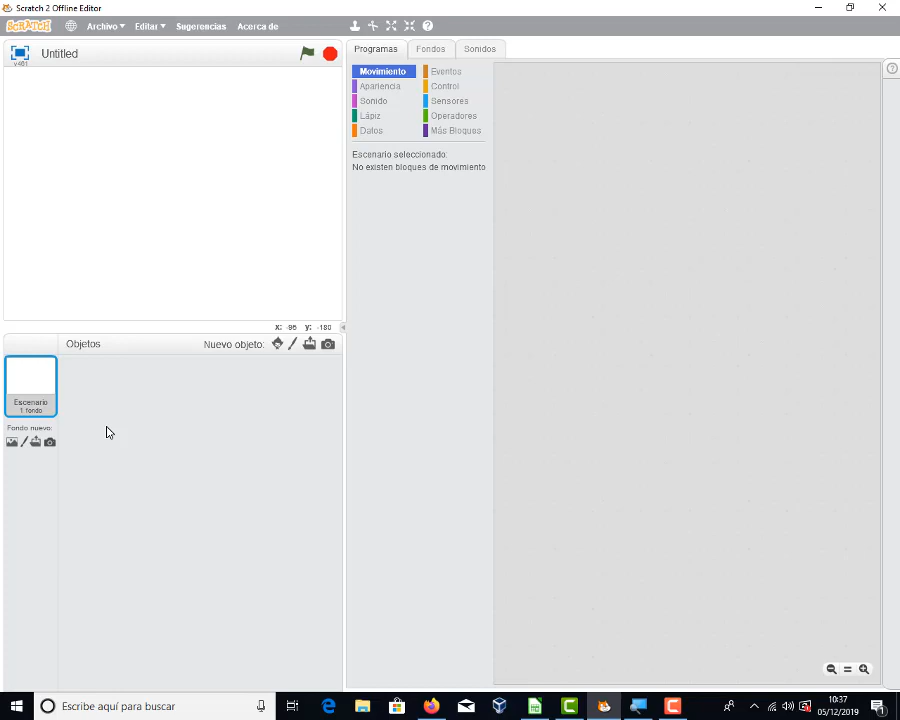 Scratch 2 Offline Editor
SCRATCH Archivo Editar Sugerencias Acerca de
Untitled
v461
Programas Fondos Sonidos
Movimiento Eventos
Apariencia Control
Sonido Sensores
Lápiz Operadores
Datos Más Bloques
Escenario seleccionado:
No existen bloques de movimiento
x: -96 y: -180
Objetos Nuevo objeto:
Escenario
1 fondo
Fondo nuevo:
Escribe aquí para buscar
10:37
05/12/2019
1